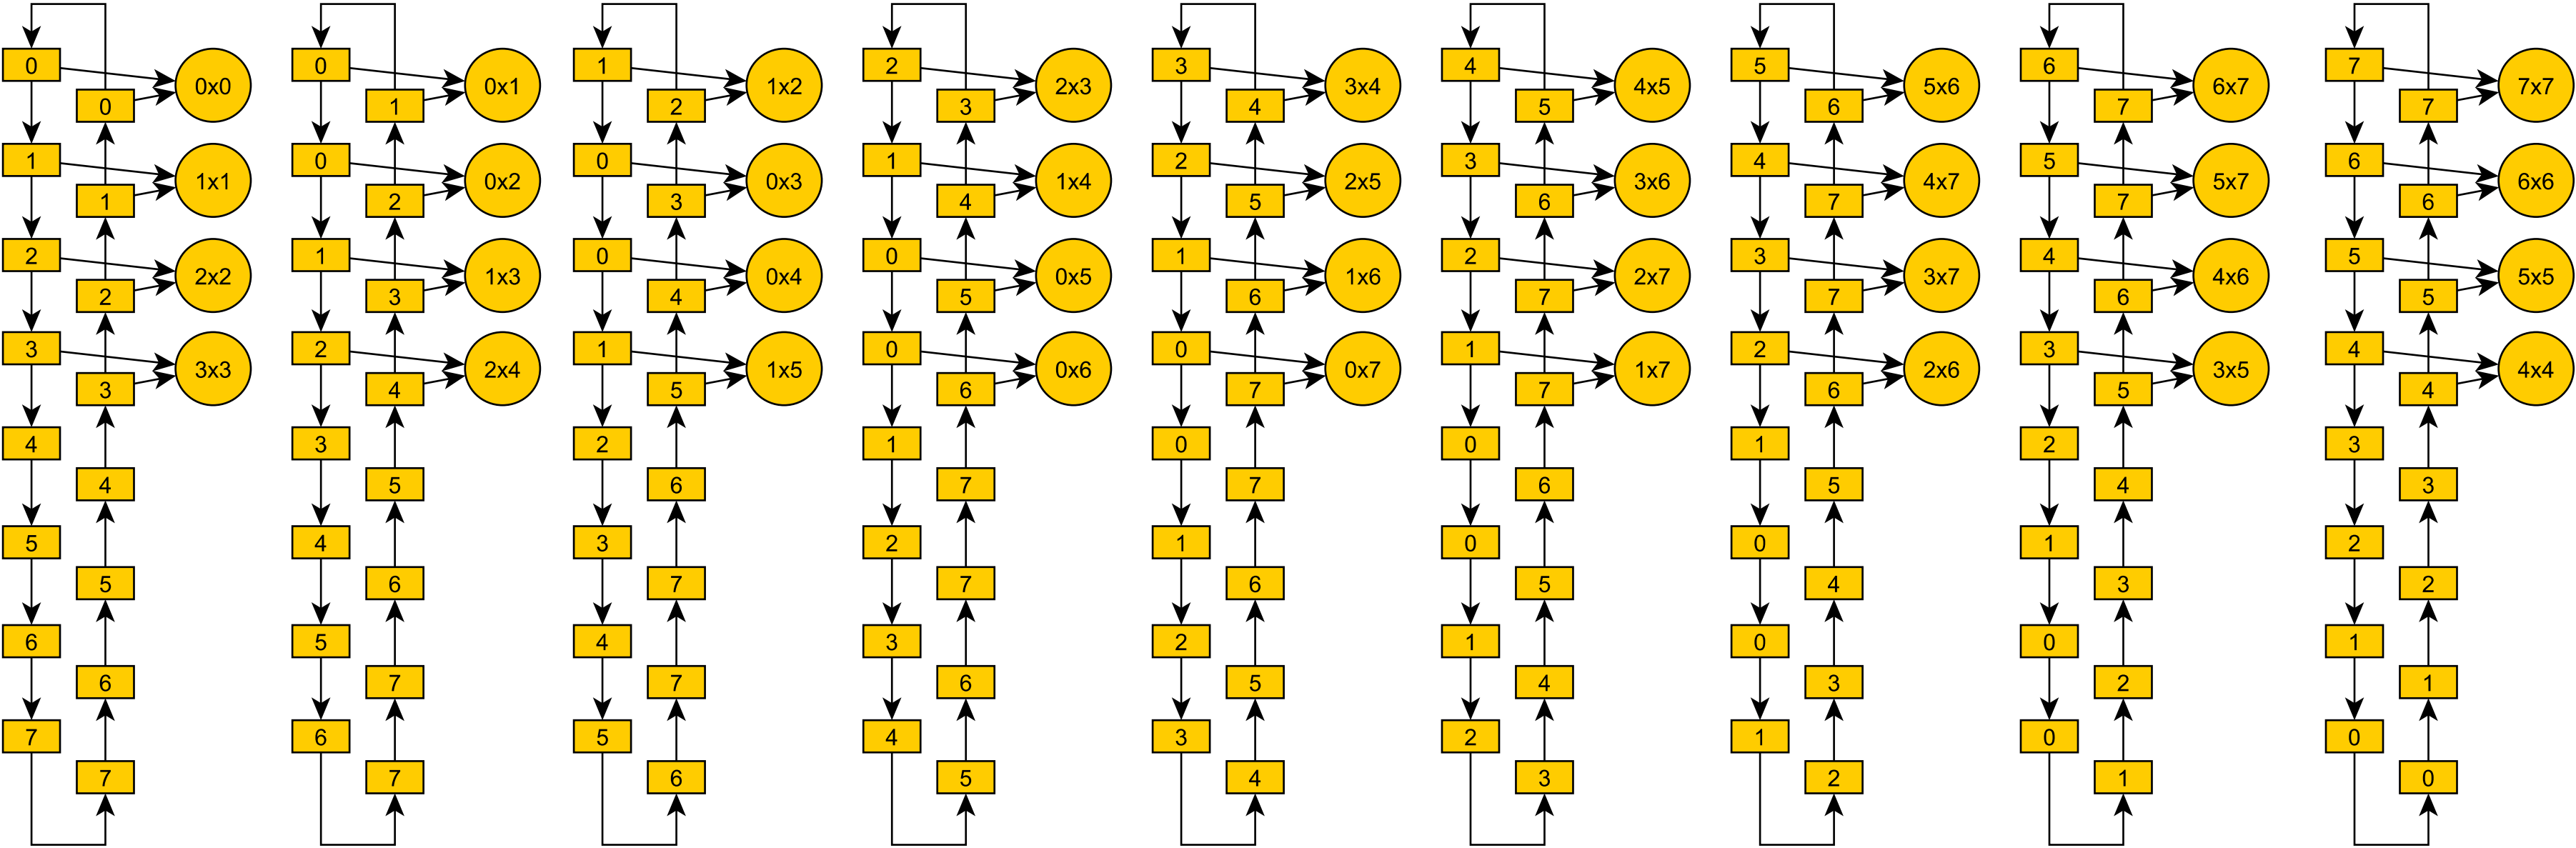 0 0 0x0 0 1 0x1 1 2 1x2 2 3 2x3 3 4 3x4 4 5 4x5 5 6 5x6 6 7 6x7 7 7 7x7
1 1 1x1 0 2 0x2 0 3 0x3 1 4 1x4 2 5 2x5 3 6 3x6 4 7 4x7 5 7 5x7 6 6 6x6
2 2 2x2 1 3 1x3 0 4 0x4 0 5 0x5 1 6 1x6 2 7 2x7 3 7 3x7 4 6 4x6 5 5 5x5
3 3 3x3 2 4 2x4 1 5 1x5 0 6 0x6 0 7 0x7 1 7 1x7 2 6 2x6 3 5 3x5 4 4 4x4
4 4 3 5 2 6 1 7 0 7 0 6 1 5 2 4 3 3
5 5 4 6 3 7 2 7 1 6 0 5 0 4 1 3 2 2
6 6 5 7 4 7 3 6 2 5 1 4 0 3 0 2 1 1
7 7 6 7 5 6 4 5 3 4 2 3 1 2 0 1 0 0